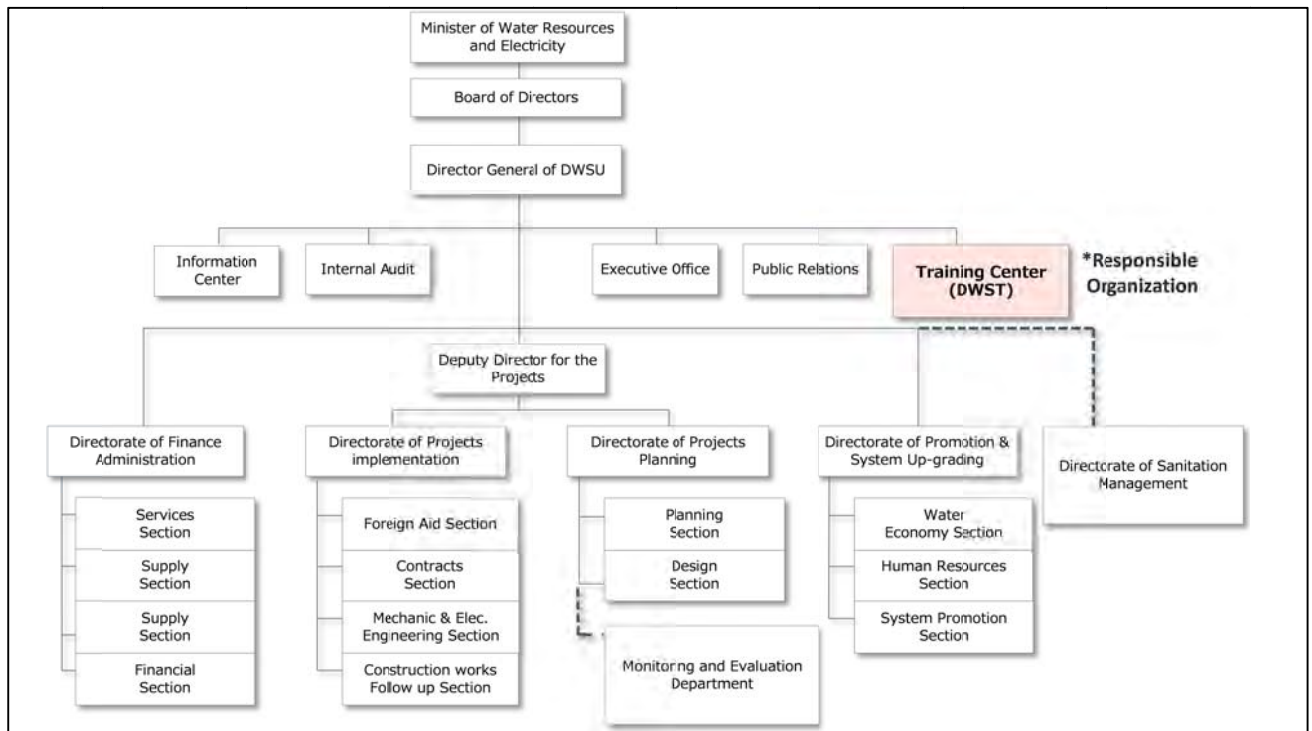 Minister of Water Resources
and Electricity
Board of Directors
Director General of DWSU
Information
Center
Internal Audit
Executive Office
Public Relations
Training Center
(DWST)
*Responsible
Organization
Deputy Director for the
Projects
Directorate of Finance
Administration
Directorate of Projects
implementation
Directorate of Projects
Planning
Directorate of Promotion &
System Up-grading
Directorate of Sanitation
Management
Services
Section
Supply
Section
Supply
Section
Financial
Section
Foreign Aid Section
Contracts
Section
Mechanic & Elec.
Engineering Section
Construction works
Follow up Section
Planning
Section
Design
Section
Monitoring and Evaluation
Department
Water
Economy Section
Human Resources
Section
System Promotion
Section